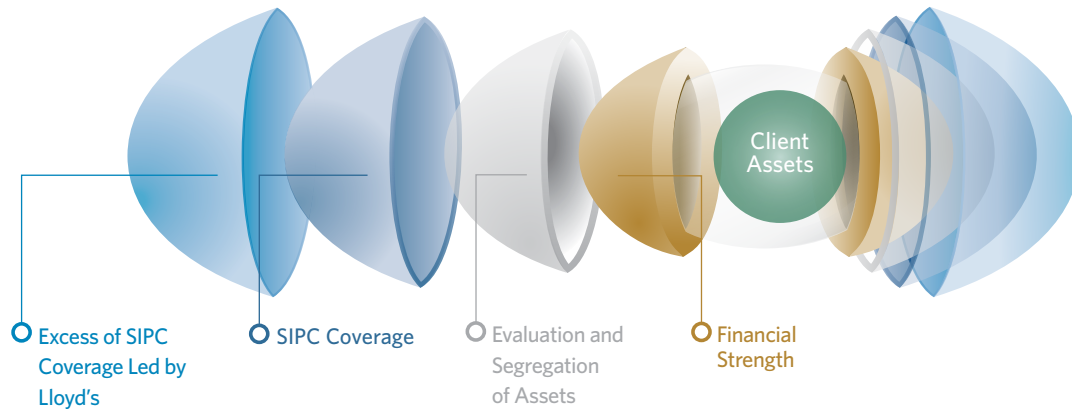 Client
Assets
Excess of SIPC
Coverage Led by
Lloyd's
SIPC Coverage
Evaluation and
Segregation
of Assets
Financial
Strength